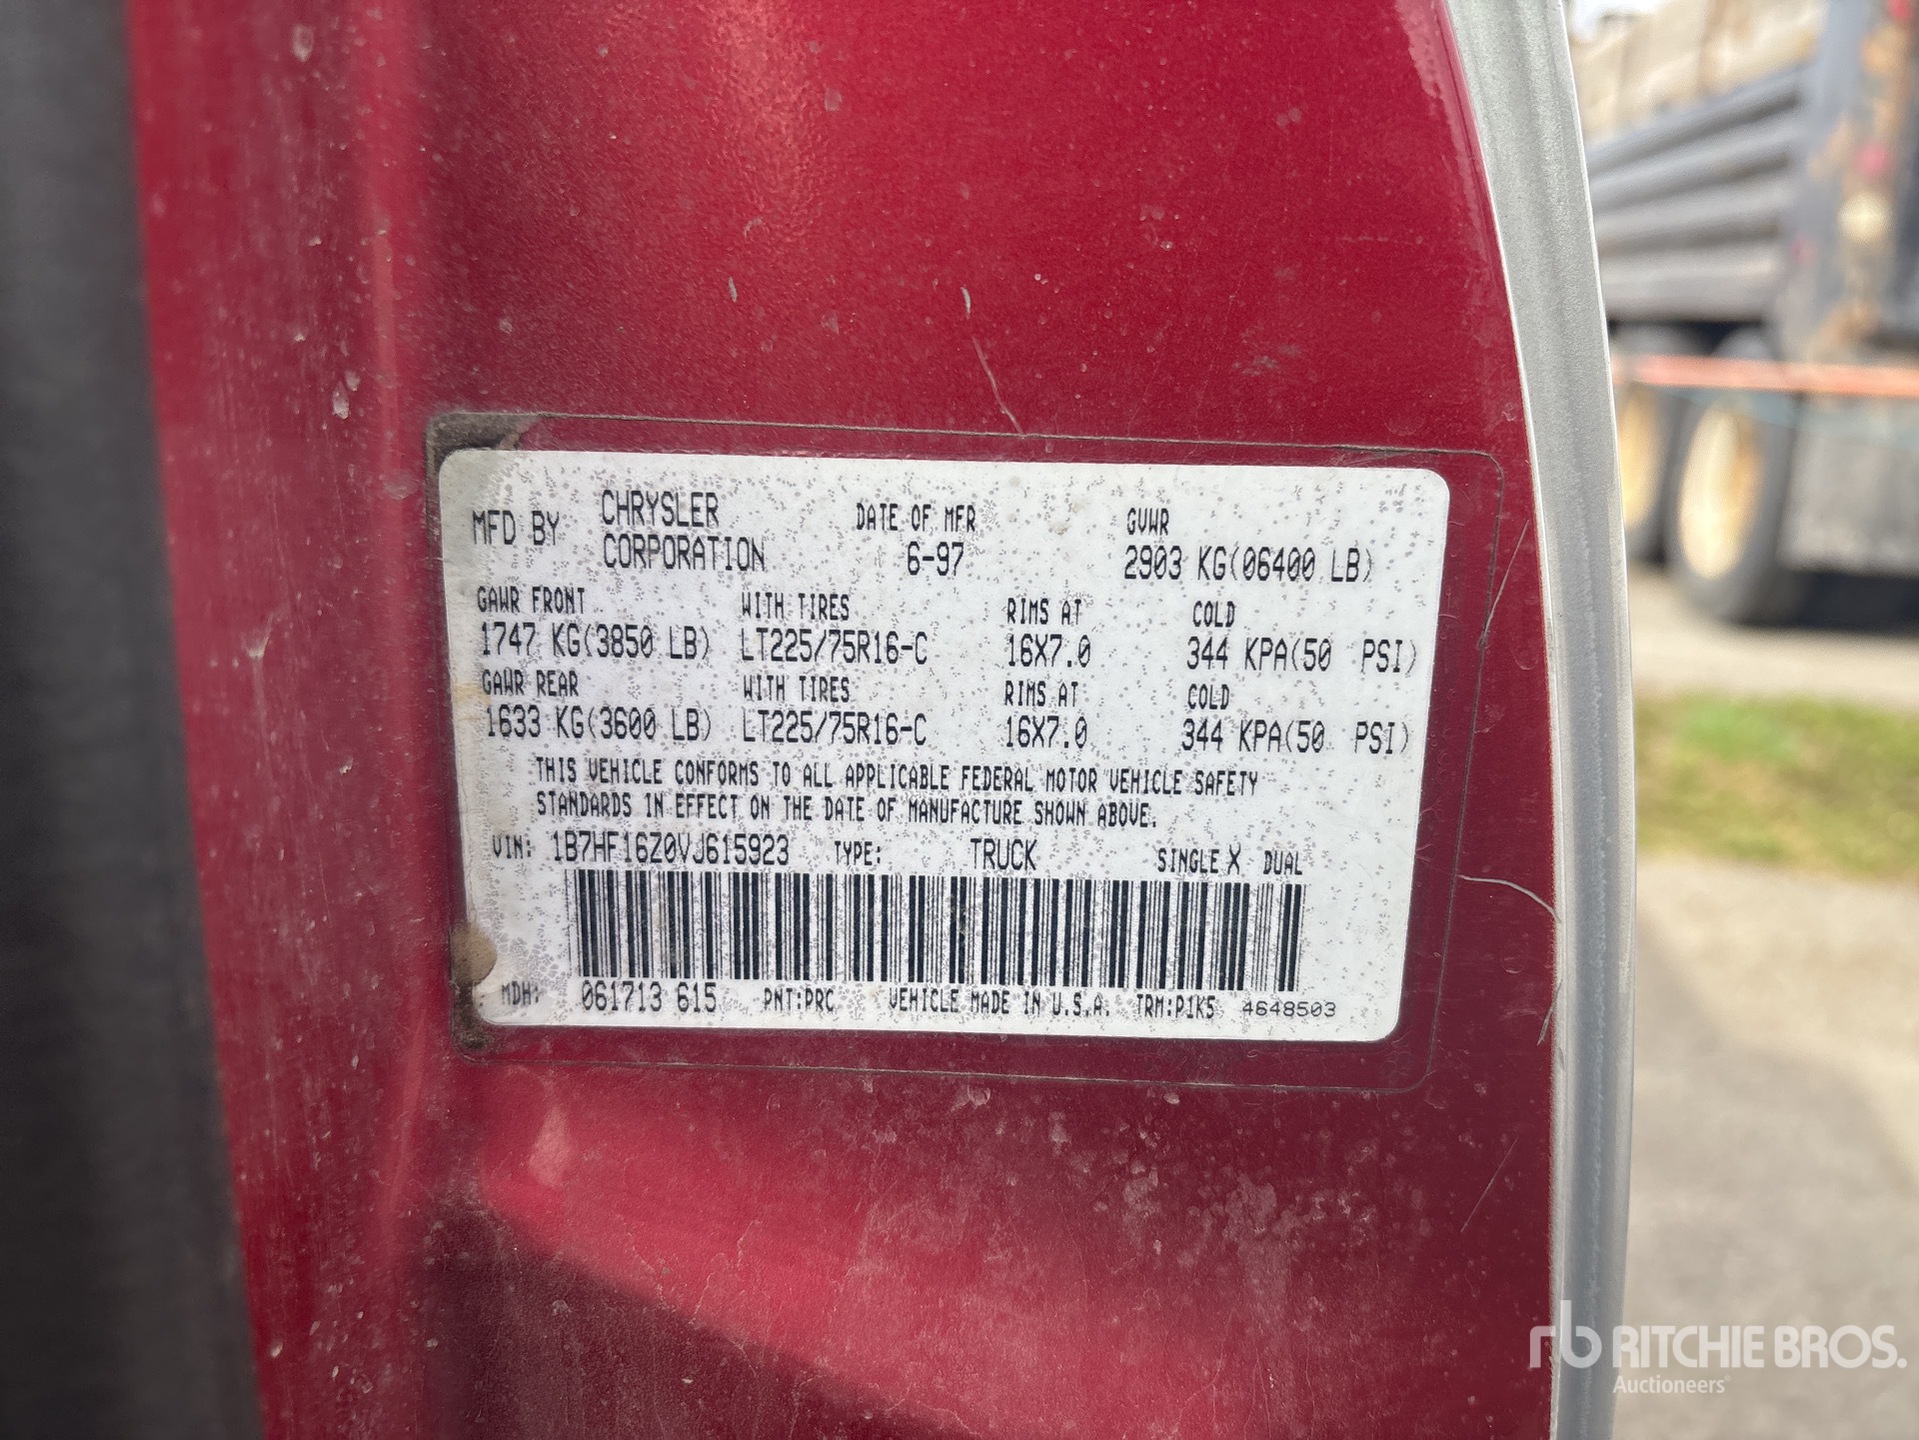 MFD BY CHRYSLER CORPORATION DATE OF MFR 6-97 GVWR 2903 KG(06400 LB)
GAWR FRONT WITH TIRES RIMS AT COLD
1747 KG(3850 LB) LT225/75R16-C 16X7.0 344 KPA(50 PSI)
GAWR REAR WITH TIRES RIMS AT COLD
1633 KG(3600 LB) LT225/75R16-C 16X7.0 344 KPA(50 PSI)
THIS VEHICLE CONFORMS TO ALL APPLICABLE FEDERAL MOTOR VEHICLE SAFETY
STANDARDS IN EFFECT ON THE DATE OF MANUFACTURE SHOWN ABOVE.
VIN: 1B7HF16Z0VJ615923 TYPE: TRUCK SINGLE X DUAL
MDH: 061713 615 PNT:PRC VEHICLE MADE IN U.S.A. TRM:P1K5 4648503
rb RITCHIE BROS.
Auctioneers